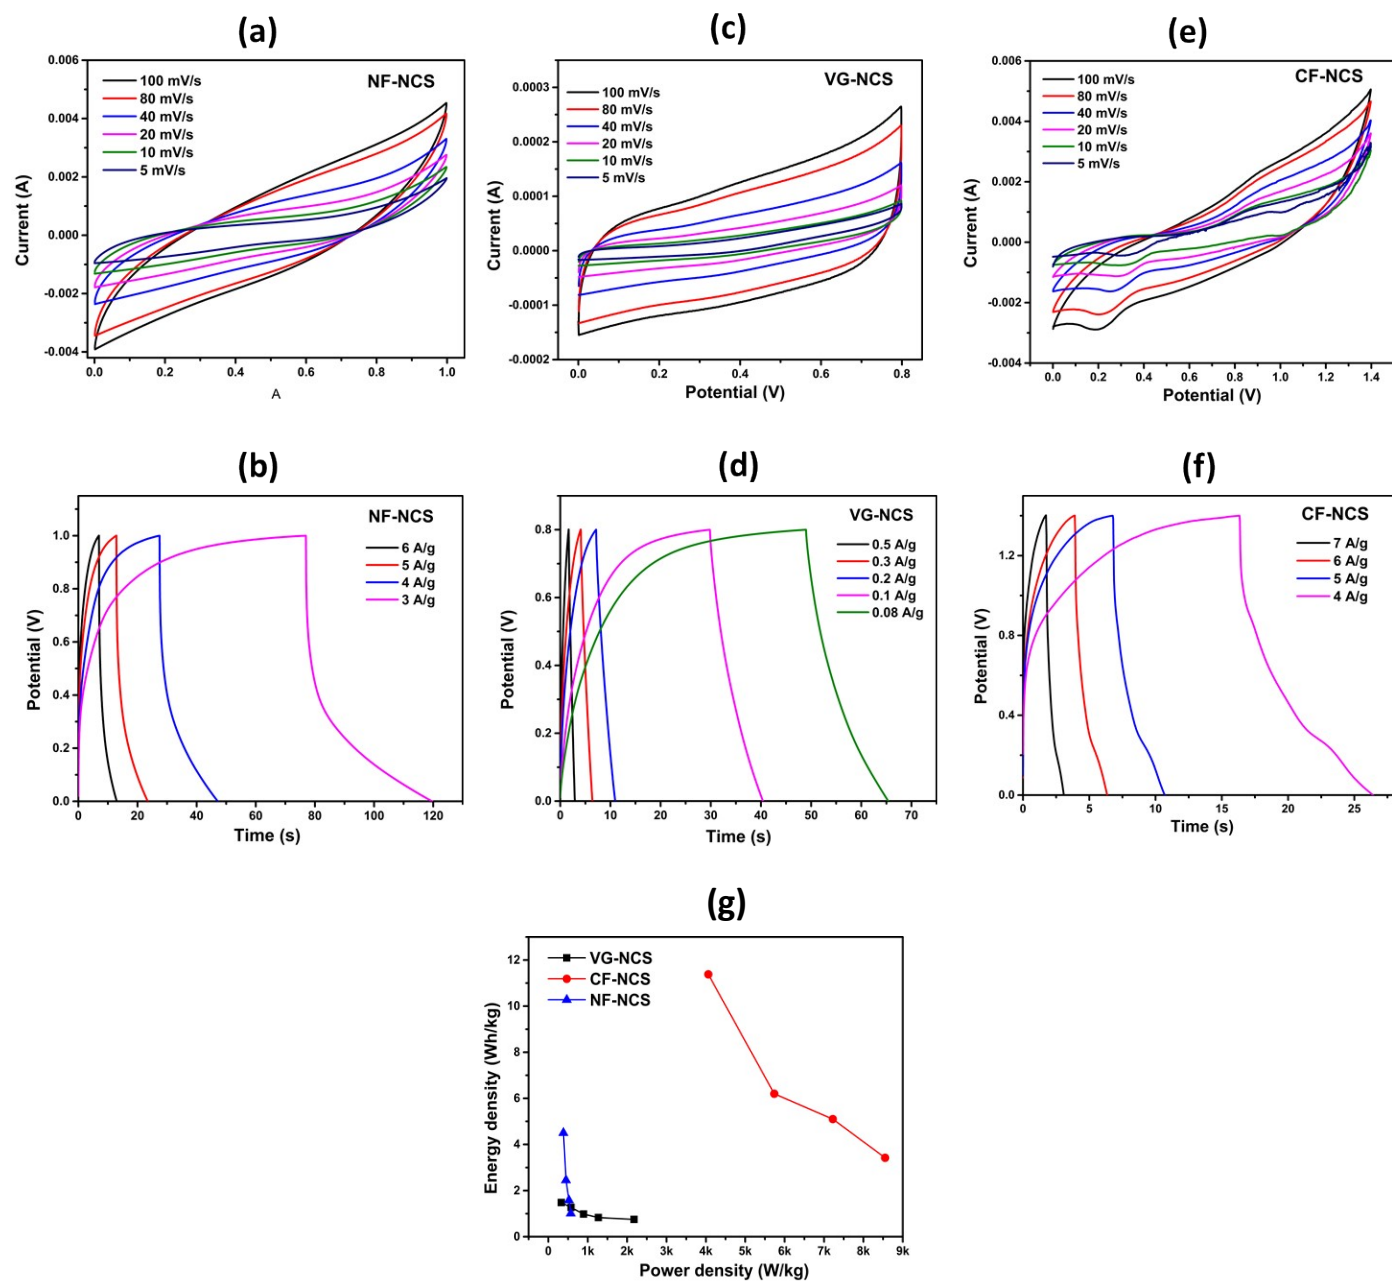 (a)
NF-NCS
100 mV/s
80 mV/s
40 mV/s
20 mV/s
10 mV/s
5 mV/s
Current (A)
0.006
0.004
0.002
0.000
-0.002
-0.004
0.0 0.2 0.4 0.6 0.8 1.0
A
(c)
VG-NCS
100 mV/s
80 mV/s
40 mV/s
20 mV/s
10 mV/s
5 mV/s
Current (A)
0.0003
0.0002
0.0001
0.0000
-0.0001
-0.0002
0.0 0.2 0.4 0.6 0.8
Potential (V)
(e)
CF-NCS
100 mV/s
80 mV/s
40 mV/s
20 mV/s
10 mV/s
5 mV/s
Current (A)
0.006
0.004
0.002
0.000
-0.002
-0.004
0.0 0.2 0.4 0.6 0.8 1.0 1.2 1.4
Potential (V)
(b)
NF-NCS
6 A/g
5 A/g
4 A/g
3 A/g
Potential (V)
1.0
0.8
0.6
0.4
0.2
0.0
0 20 40 60 80 100 120
Time (s)
(d)
VG-NCS
0.5 A/g
0.3 A/g
0.2 A/g
0.1 A/g
0.08 A/g
Potential (V)
0.8
0.6
0.4
0.2
0.0
0 10 20 30 40 50 60 70
Time (s)
(f)
CF-NCS
7 A/g
6 A/g
5 A/g
4 A/g
Potential (V)
1.2
0.8
0.4
0.0
0 5 10 15 20 25
Time (s)
(g)
VG-NCS
CF-NCS
NF-NCS
Energy density (Wh/kg)
12
10
8
6
4
2
0
0 1k 2k 3k 4k 5k 6k 7k 8k 9k
Power density (W/kg)